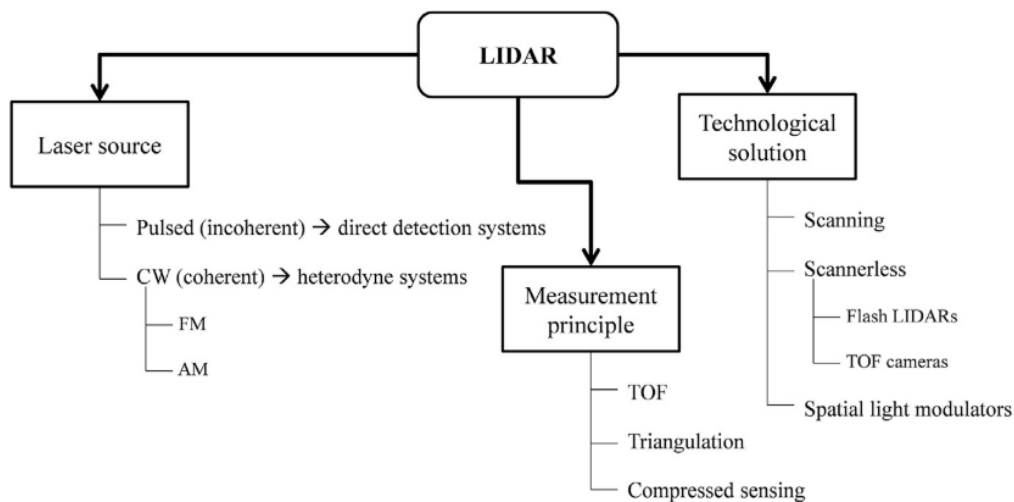 LIDAR
Laser source
Pulsed (incoherent) → direct detection systems
CW (coherent) → heterodyne systems
FM
AM
Measurement
principle
TOF
Triangulation
Compressed sensing
Technological
solution
Scanning
Scannerless
Flash LIDARs
TOF cameras
Spatial light modulators